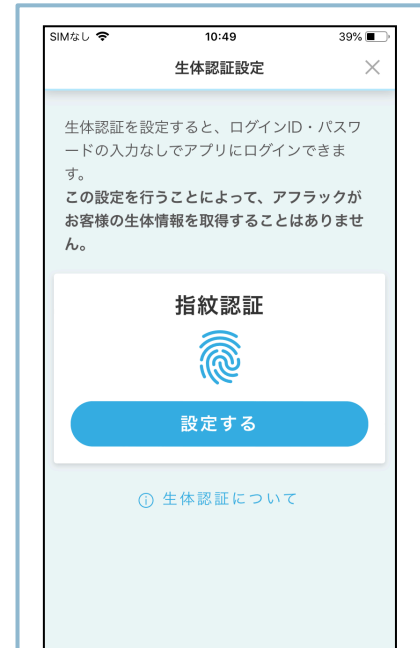 SIMなし 10:49 39%
生体認証設定
生体認証を設定すると、ログインID・パスワ
ードの入力なしでアプリにログインできま
す。
この設定を行うことによって、アフラックが
お客様の生体情報を取得することはありませ
ん。
指紋認証
設定する
生体認証について